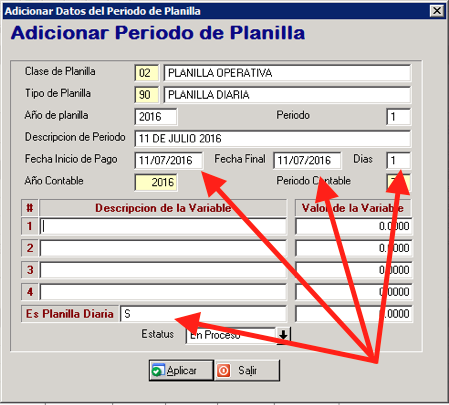 Adicionar Datos del Periodo de Planilla
Adicionar Periodo de Planilla
Clase de Planilla 02 PLANILLA OPERATIVA
Tipo de Planilla 90 PLANILLA DIARIA
Año de planilla 2016 Periodo 1
Descripcion de Periodo 11 DE JULIO 2016
Fecha Inicio de Pago 11/07/2016 Fecha Final 11/07/2016 Dias 1
Año Contable 2016 Periodo Contable 7
# Descripcion de la Variable Valor de la Variable
1 0.0000
2 0.0000
3 0.0000
4 0.0000
Es Planilla Diaria S 0.0000
Estatus En Proceso
Aplicar Salir